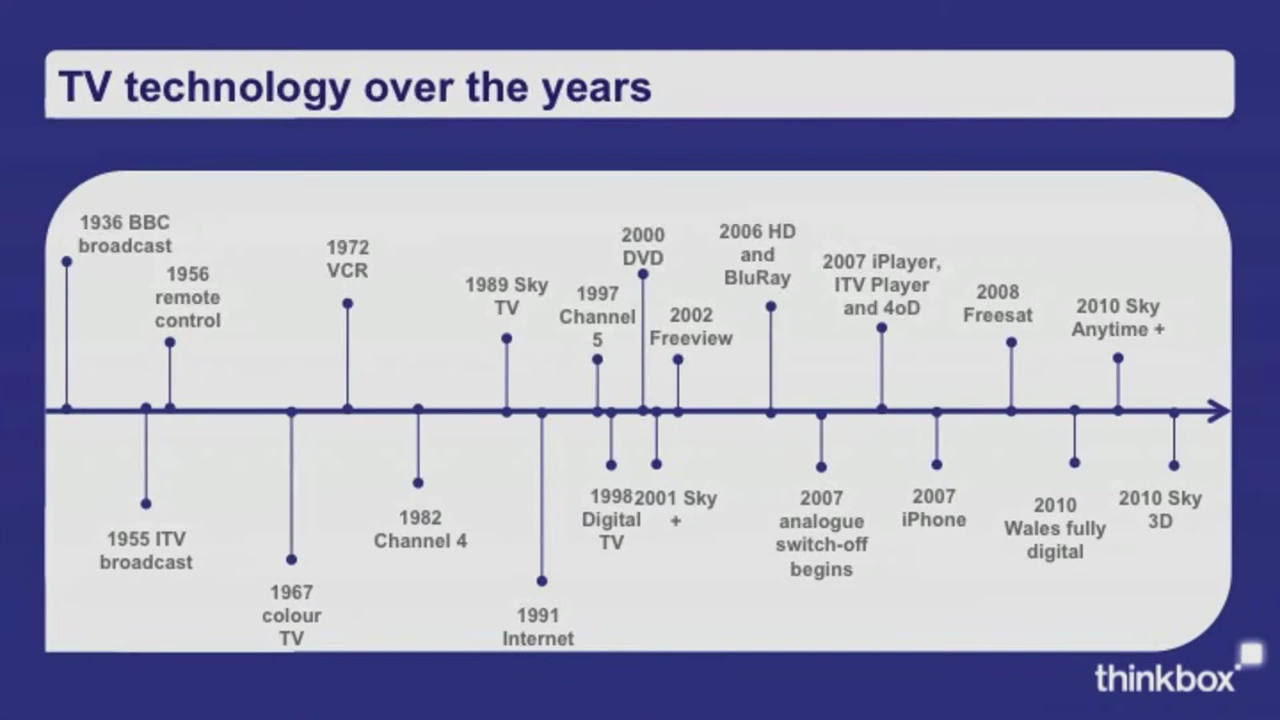 TV technology over the years
1936 BBC
broadcast
1956
remote
control
1972
VCR
1989 Sky
TV
1997
Channel
5
2000
DVD
2002
Freeview
2006 HD
and
BluRay
2007 iPlayer,
ITV Player
and 4oD
2008
Freesat
2010 Sky
Anytime +
1955 ITV
broadcast
1967
colour
TV
1982
Channel 4
1991
Internet
1998
Digital
TV
2001 Sky
+
2007
analogue
switch-off
begins
2007
iPhone
2010
Wales fully
digital
2010 Sky
3D
thinkbox